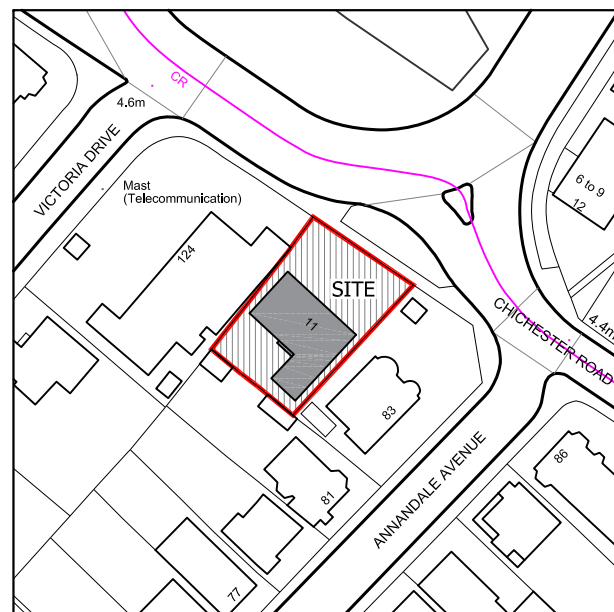 CR
4.6m
VICTORIA DRIVE
Mast
(Telecommunication)
6 to 9
12
124
SITE
11
CHICHESTER ROAD
4.4m
83
ANNANDALE AVENUE
86
81
77